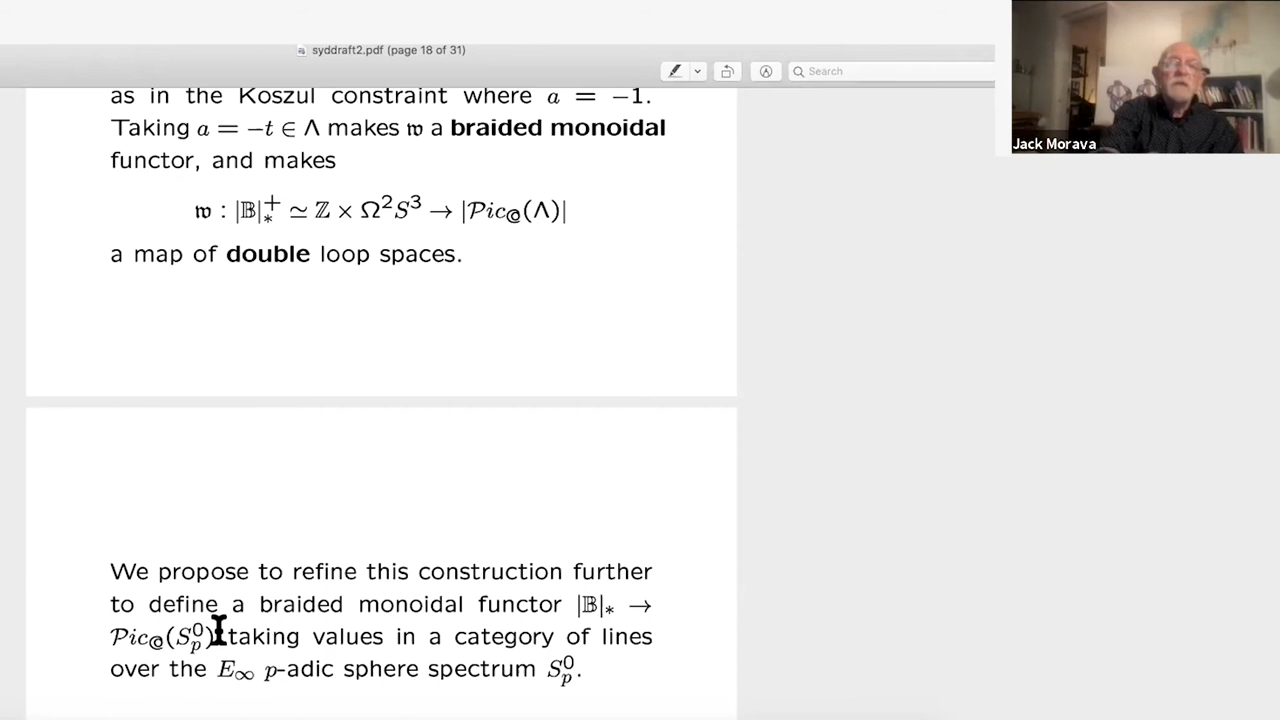 syddraft2.pdf (page 18 of 31)
Search
as in the Koszul constraint where a = −1.
Taking a = −t ∈ Λ makes 𝔴 a braided monoidal
functor, and makes
𝔴 : |𝔹|⁺_* ≃ ℤ × Ω²S³ → |𝒫ic_@(Λ)|
a map of double loop spaces.
We propose to refine this construction further
to define a braided monoidal functor |𝔹|_* →
𝒫ic_@(S⁰_p) taking values in a category of lines
over the E_∞ p-adic sphere spectrum S⁰_p.
Jack Morava